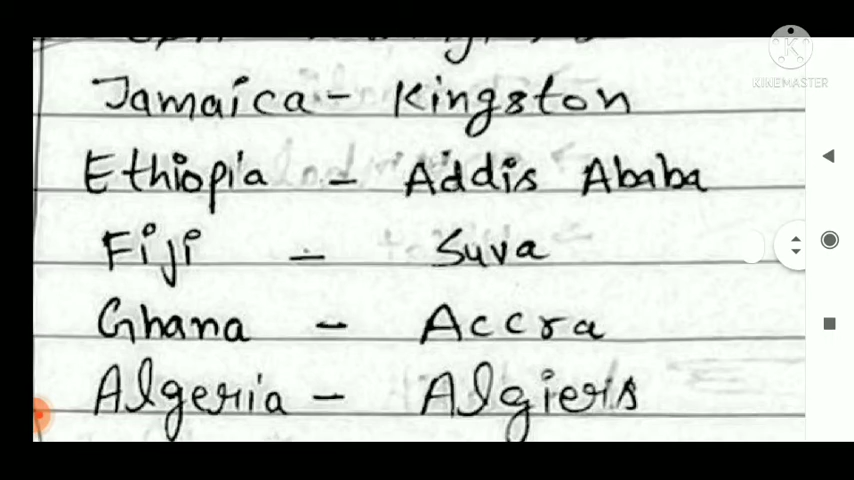 KINEMASTER
Jamaica - Kingston
Ethiopia - Addis Ababa
Fiji - Suva
Ghana - Accra
Algeria - Algiers